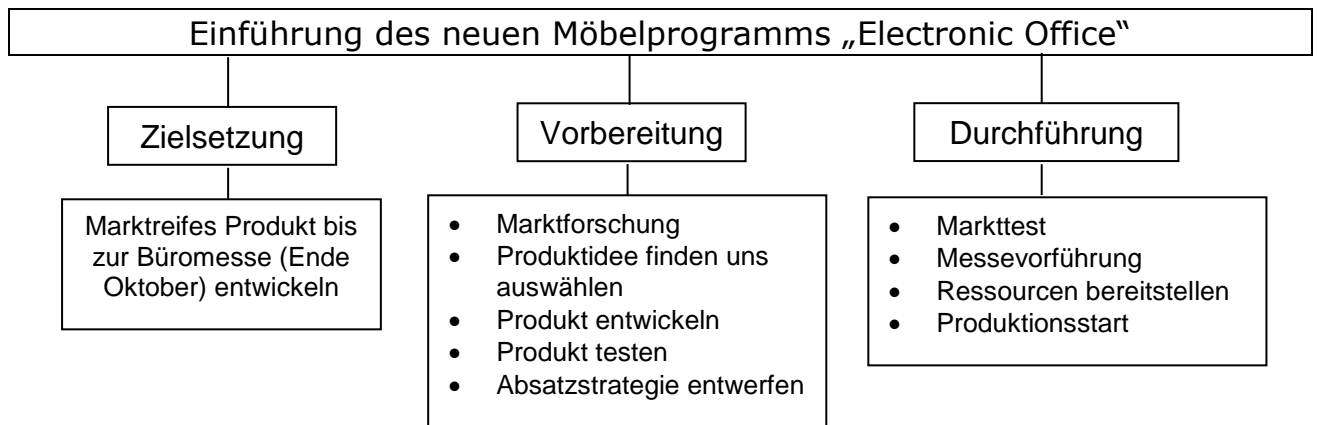 Einführung des neuen Möbelprogramms „Electronic Office“
Zielsetzung
Marktreifes Produkt bis
zur Büromesse (Ende
Oktober) entwickeln
Vorbereitung
• Marktforschung
• Produktidee finden uns
auswählen
• Produkt entwickeln
• Produkt testen
• Absatzstrategie entwerfen
Durchführung
• Markttest
• Messevorführung
• Ressourcen bereitstellen
• Produktionsstart